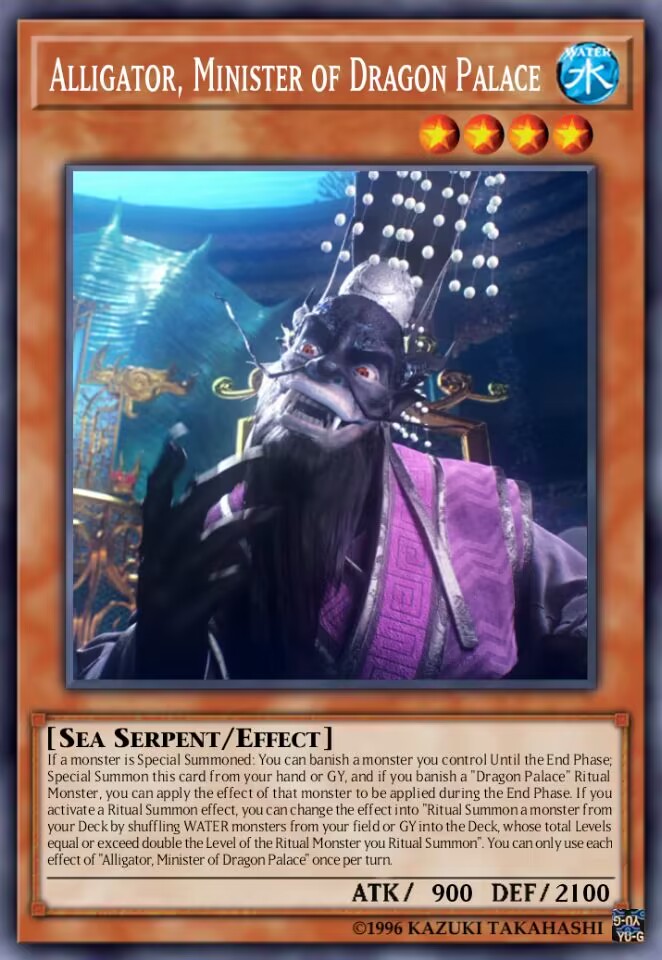 ALLIGATOR, MINISTER OF DRAGON PALACE
WATER
水
[SEA SERPENT/EFFECT]
If a monster is Special Summoned: You can banish a monster you control Until the End Phase;
Special Summon this card from your hand or GY, and if you banish a "Dragon Palace" Ritual
Monster, you can apply the effect of that monster to be applied during the End Phase. If you
activate a Ritual Summon effect, you can change the effect into "Ritual Summon a monster from
your Deck by shuffling WATER monsters from your field or GY into the Deck, whose total Levels
equal or exceed double the Level of the Ritual Monster you Ritual Summon". You can only use each
effect of "Alligator, Minister of Dragon Palace" once per turn.
ATK/ 900 DEF/2100
©1996 KAZUKI TAKAHASHI